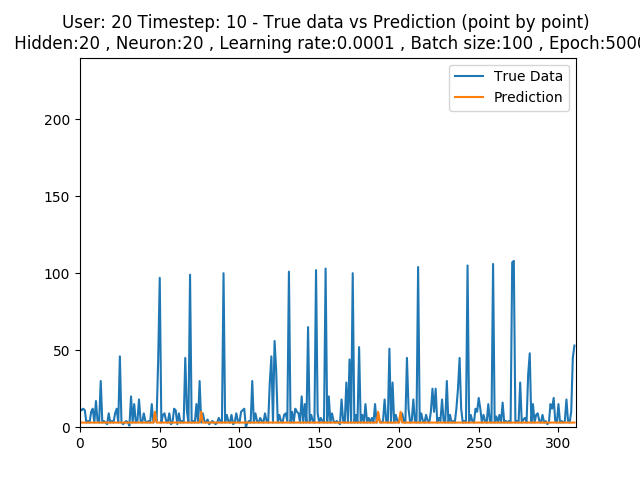 User: 20 Timestep: 10 - True data vs Prediction (point by point)
Hidden:20 , Neuron:20 , Learning rate:0.0001 , Batch size:100 , Epoch:5000
True Data
Prediction
200
150
100
50
0
0 50 100 150 200 250 300